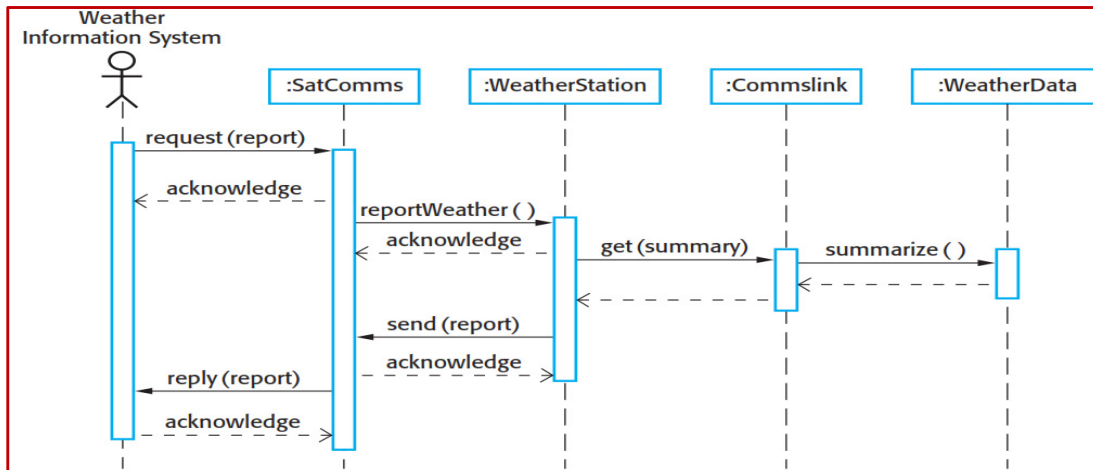 Weather
Information System
:SatComms
:WeatherStation
:Commslink
:WeatherData
request (report)
acknowledge
reportWeather ( )
acknowledge
get (summary)
summarize ( )
send (report)
acknowledge
reply (report)
acknowledge